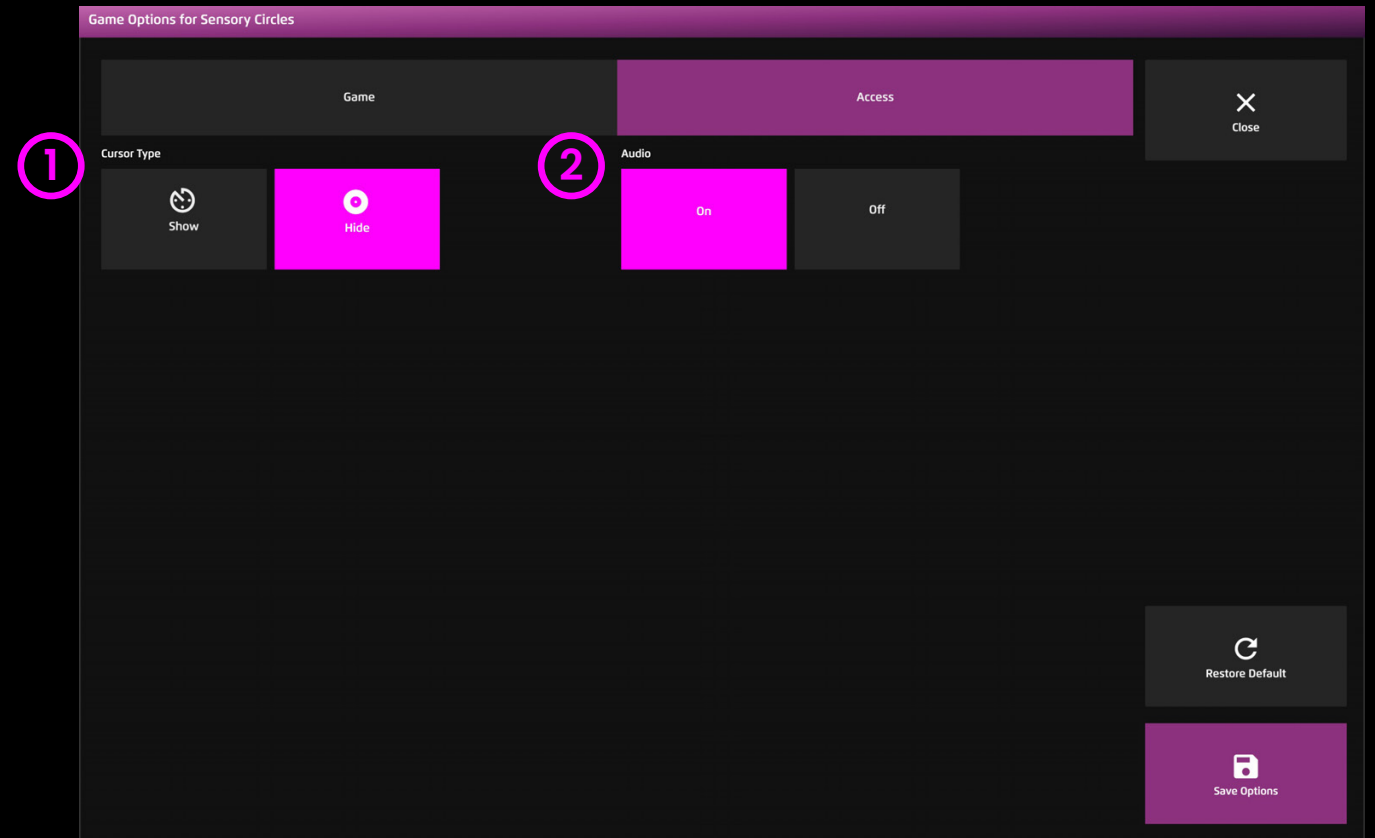 Game Options for Sensory Circles
Game
Access
Close
1
Cursor Type
2
Audio
Show
Hide
On
Off
Restore Default
Save Options